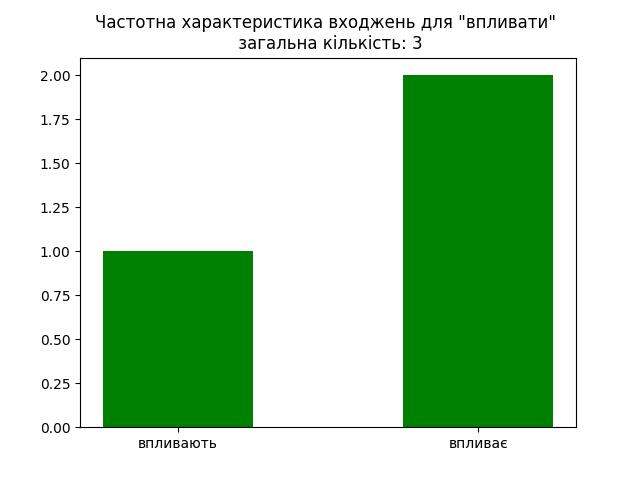 Частотна характеристика входжень для "впливати"
загальна кількість: 3
2.00
1.75
1.50
1.25
1.00
0.75
0.50
0.25
0.00
впливають
впливає